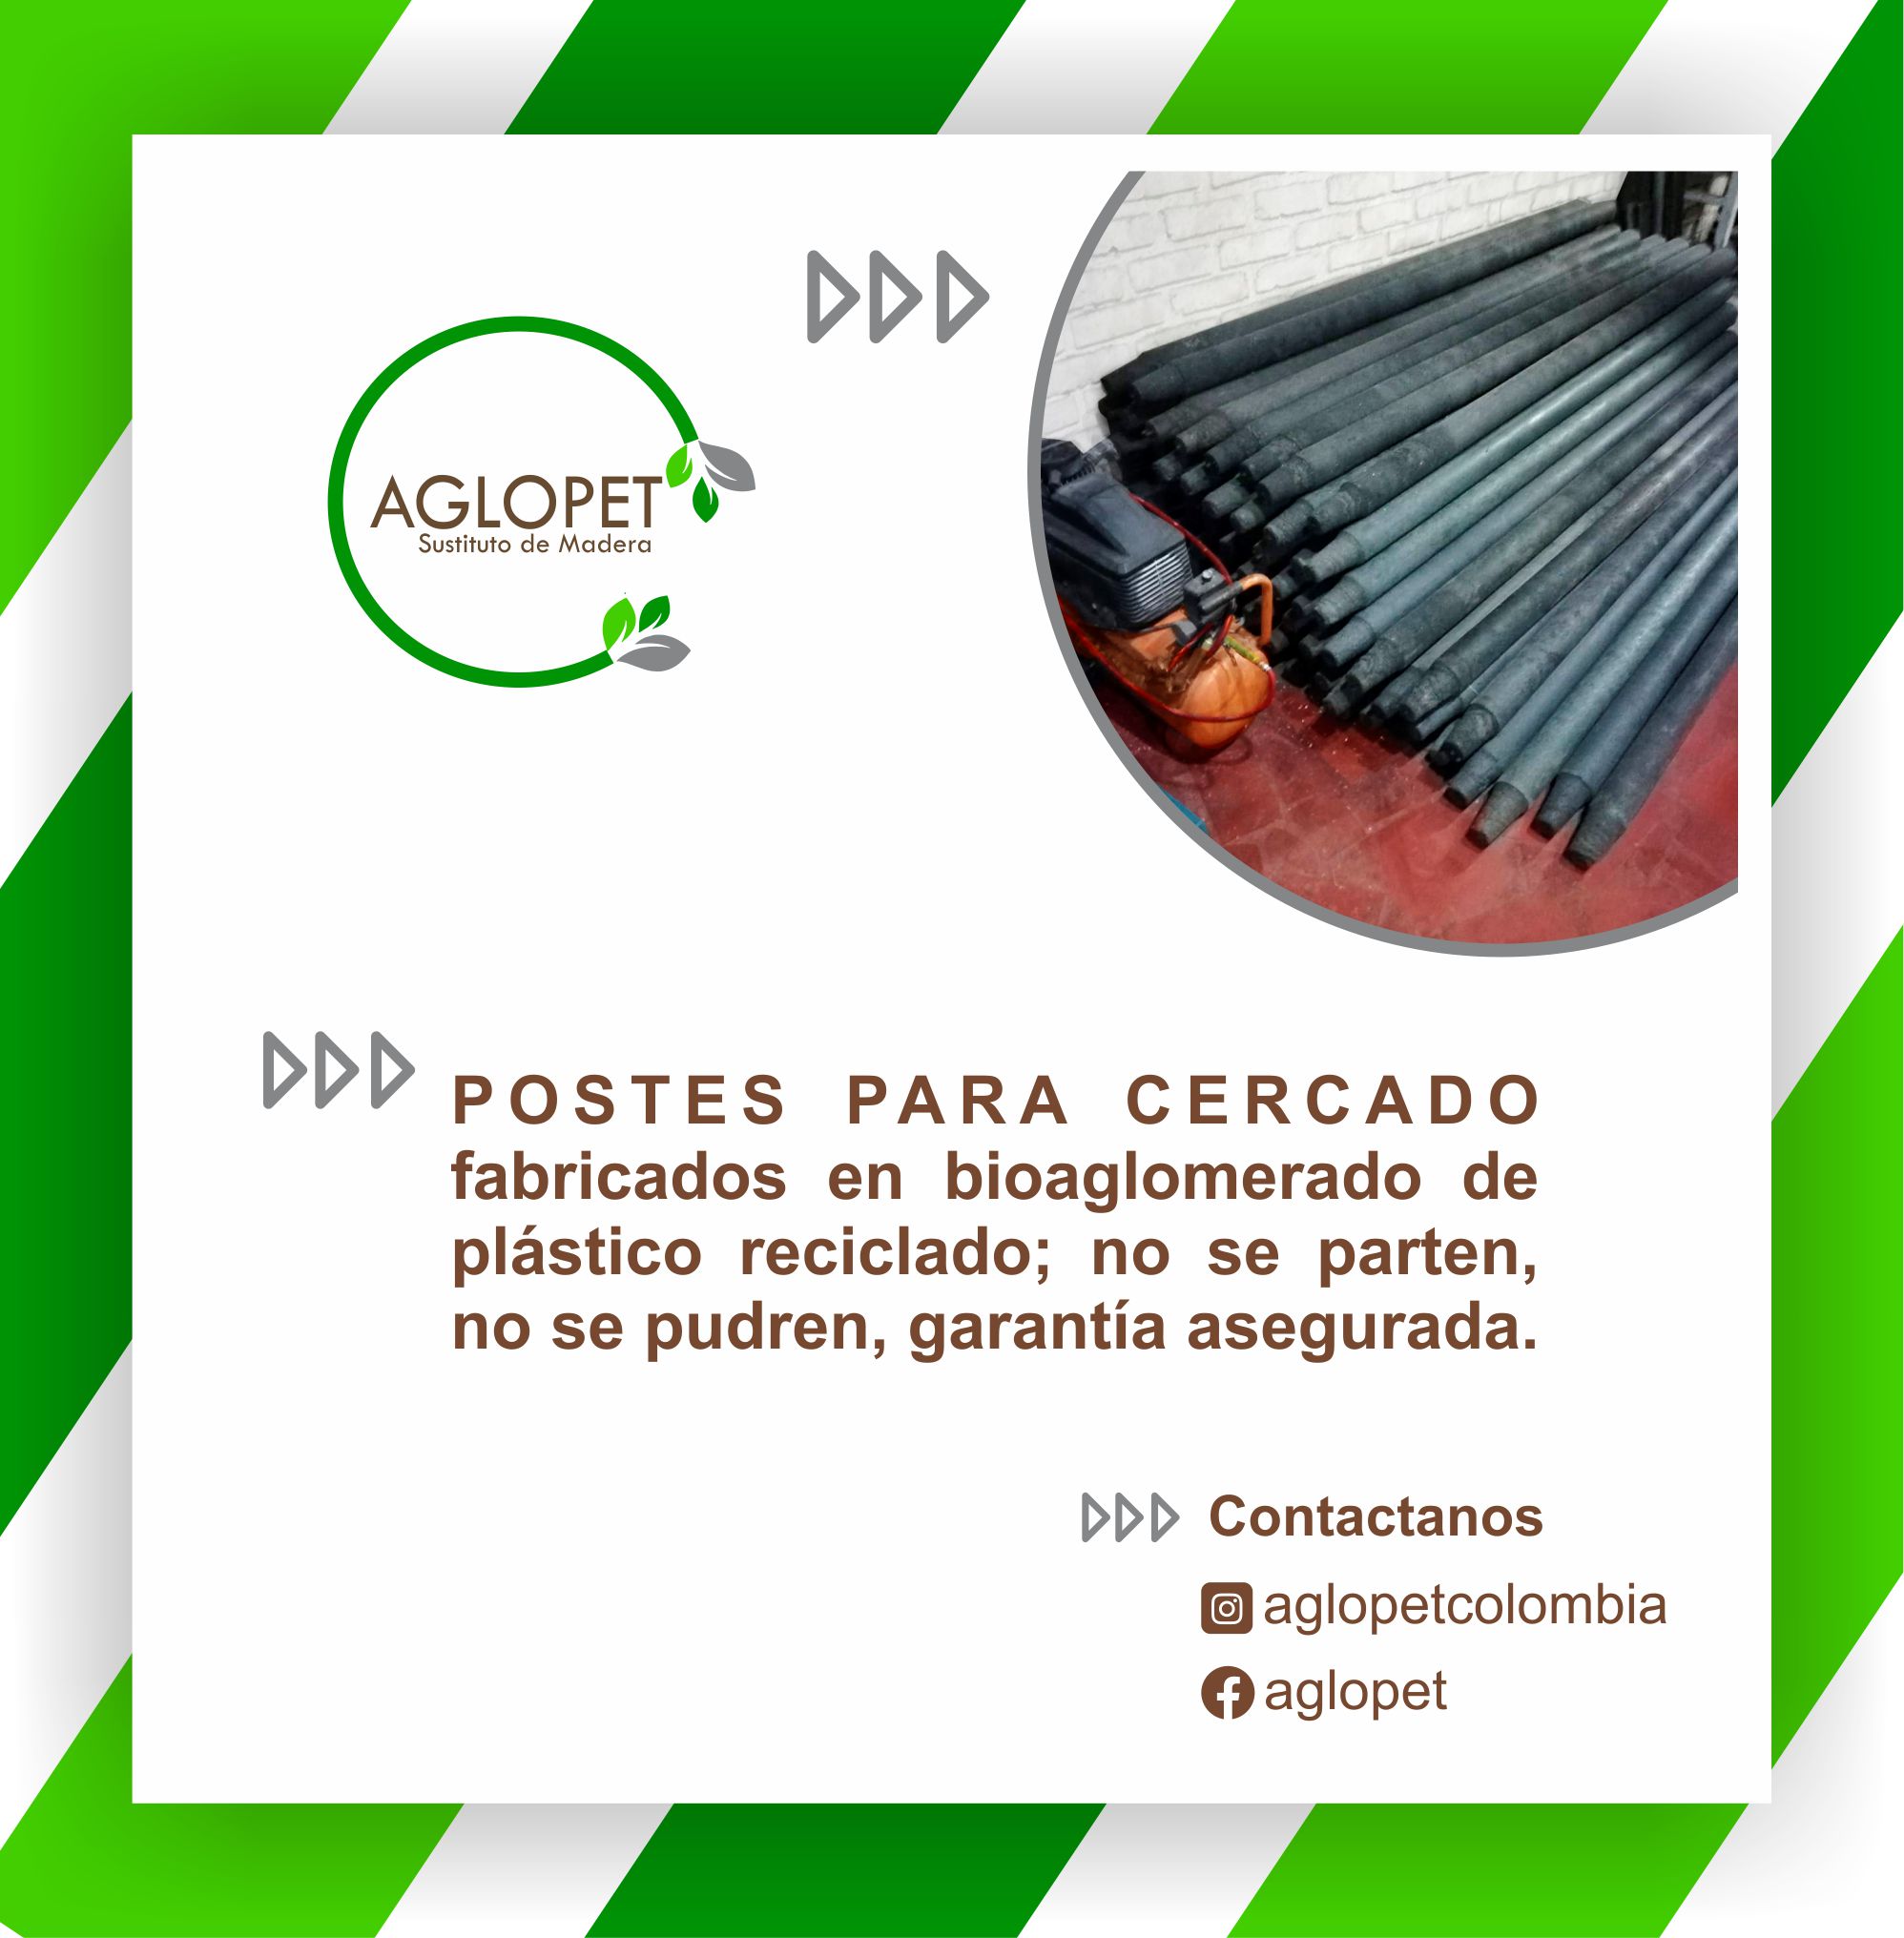 AGLOPET
Sustituto de Madera
POSTES PARA CERCADO
fabricados en bioaglomerado de
plástico reciclado; no se parten,
no se pudren, garantía asegurada.
Contactanos
aglopetcolombia
aglopet